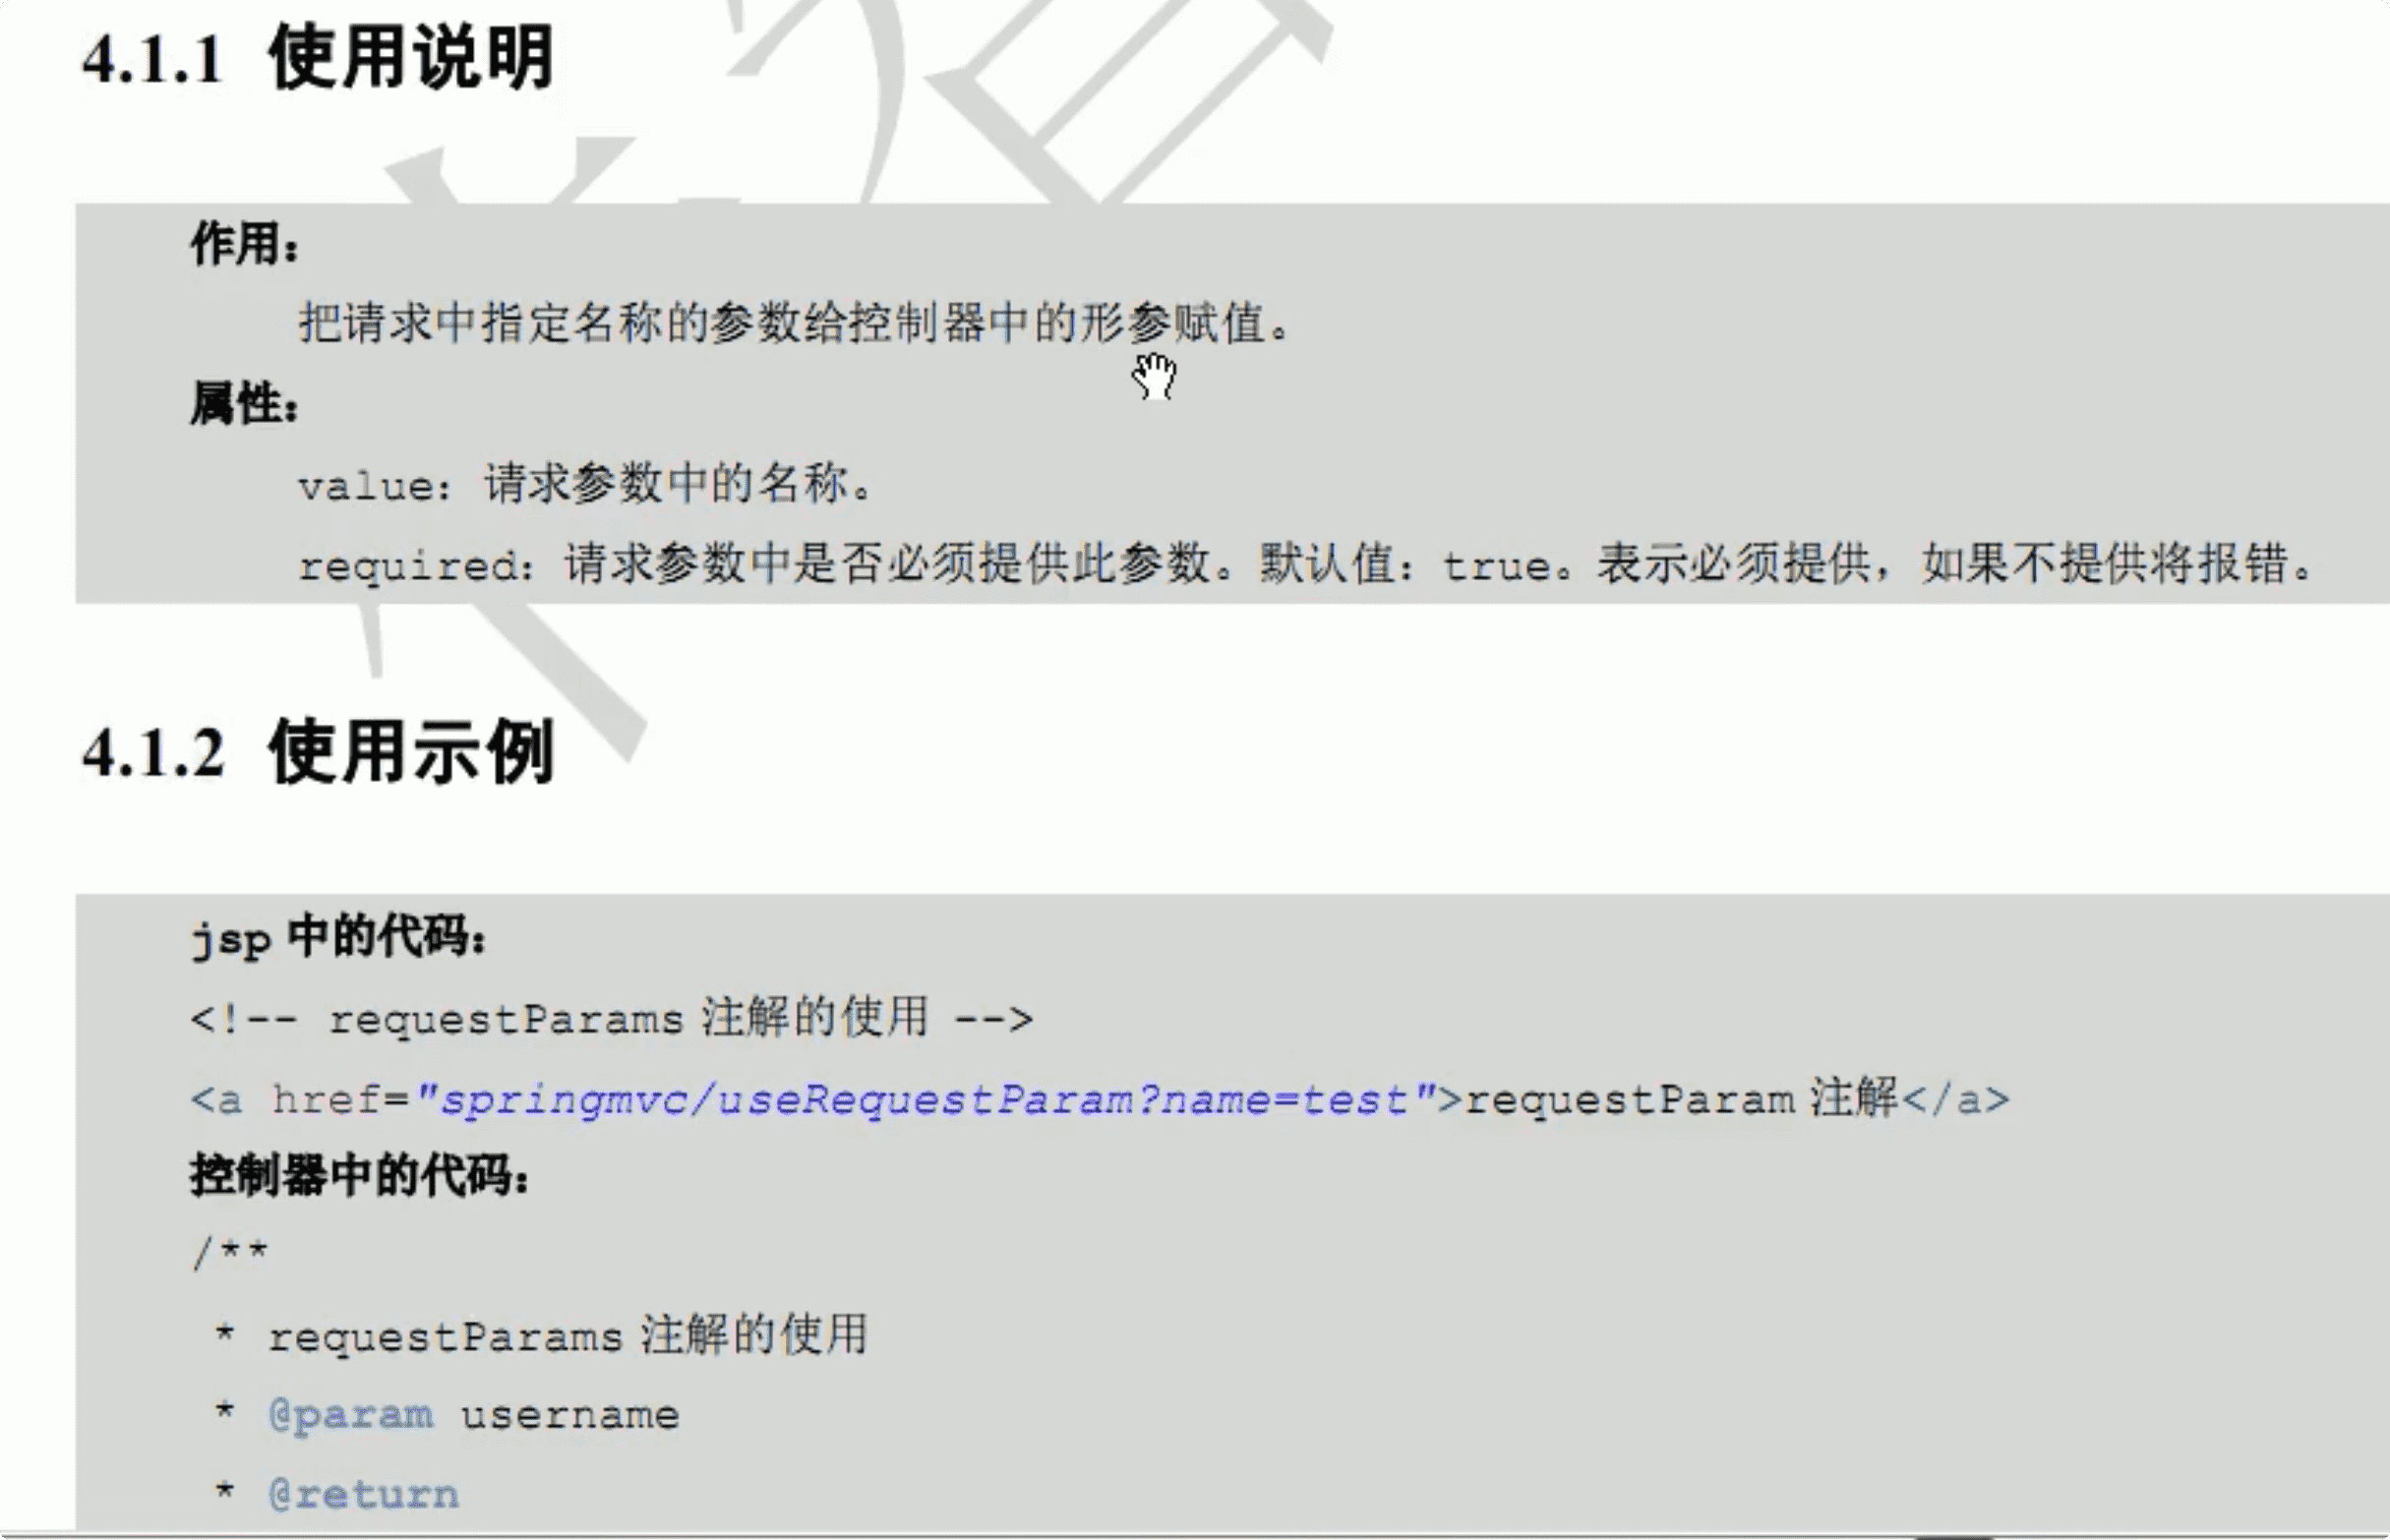 4.1.1 使用说明
作用：
把请求中指定名称的参数给控制器中的形参赋值。
属性：
value：请求参数中的名称。
required：请求参数中是否必须提供此参数。默认值：true。表示必须提供，如果不提供将报错。
4.1.2 使用示例
jsp 中的代码：
<!-- requestParams 注解的使用 -->
<a href="springmvc/useRequestParam?name=test">requestParam 注解</a>
控制器中的代码：
/**
* requestParams 注解的使用
* @param username
* @return